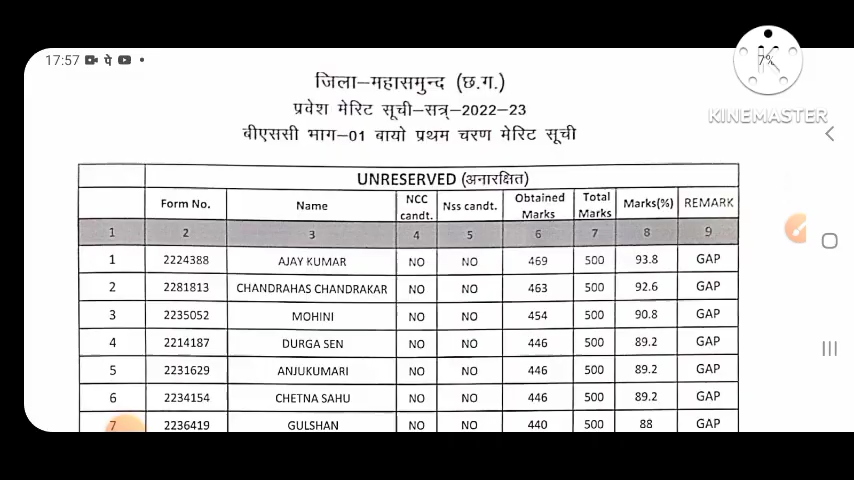 17:57 पे
7%
KINEMASTER
जिला–महासमुन्द (छ.ग.)
प्रवेश मेरिट सूची–सत्र्–2022–23
बीएससी भाग–01 बायो प्रथम चरण मेरिट सूची
UNRESERVED (अनारक्षित)
Form No. Name NCC candt. Nss candt. Obtained Marks Total Marks Marks(%) REMARK
1 2 3 4 5 6 7 8 9
1 2224388 AJAY KUMAR NO NO 469 500 93.8 GAP
2 2281813 CHANDRAHAS CHANDRAKAR NO NO 463 500 92.6 GAP
3 2235052 MOHINI NO NO 454 500 90.8 GAP
4 2214187 DURGA SEN NO NO 446 500 89.2 GAP
5 2231629 ANJUKUMARI NO NO 446 500 89.2 GAP
6 2234154 CHETNA SAHU NO NO 446 500 89.2 GAP
7 2236419 GULSHAN NO NO 440 500 88 GAP